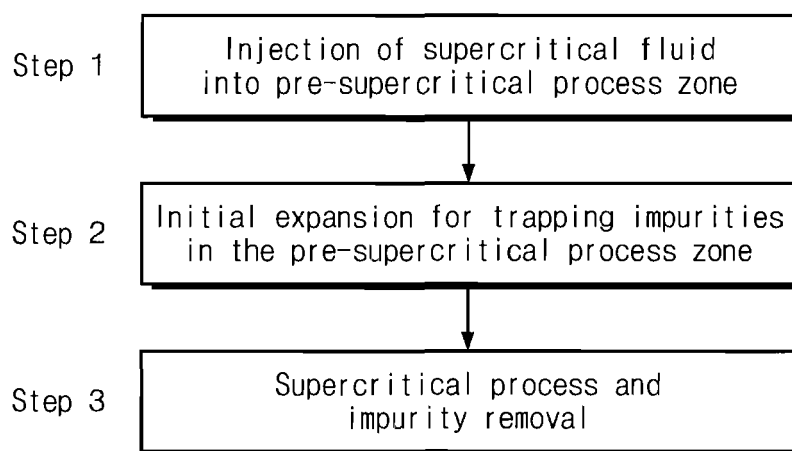 Step 1
Injection of supercritical fluid
into pre-supercritical process zone
Step 2
Initial expansion for trapping impurities
in the pre-supercritical process zone
Step 3
Supercritical process and
impurity removal